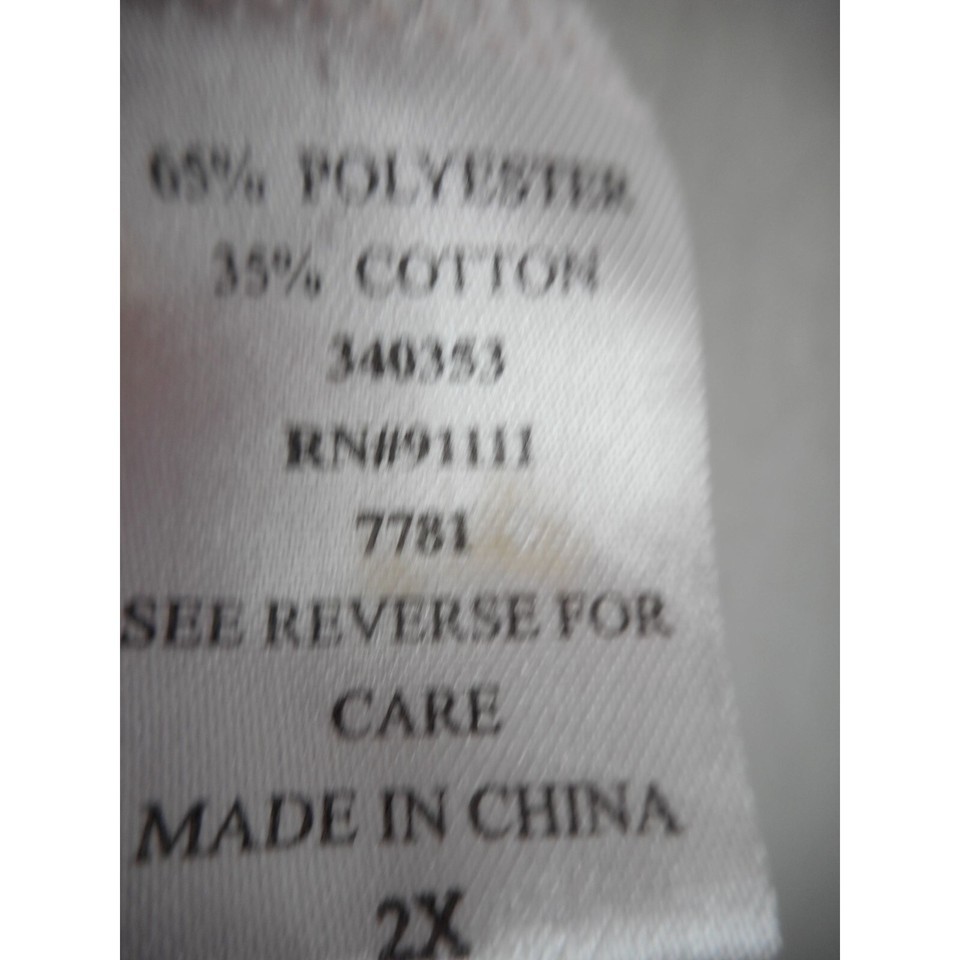 65% POLYESTER
35% COTTON
340353
RN#91111
7781
SEE REVERSE FOR
CARE
MADE IN CHINA
2X